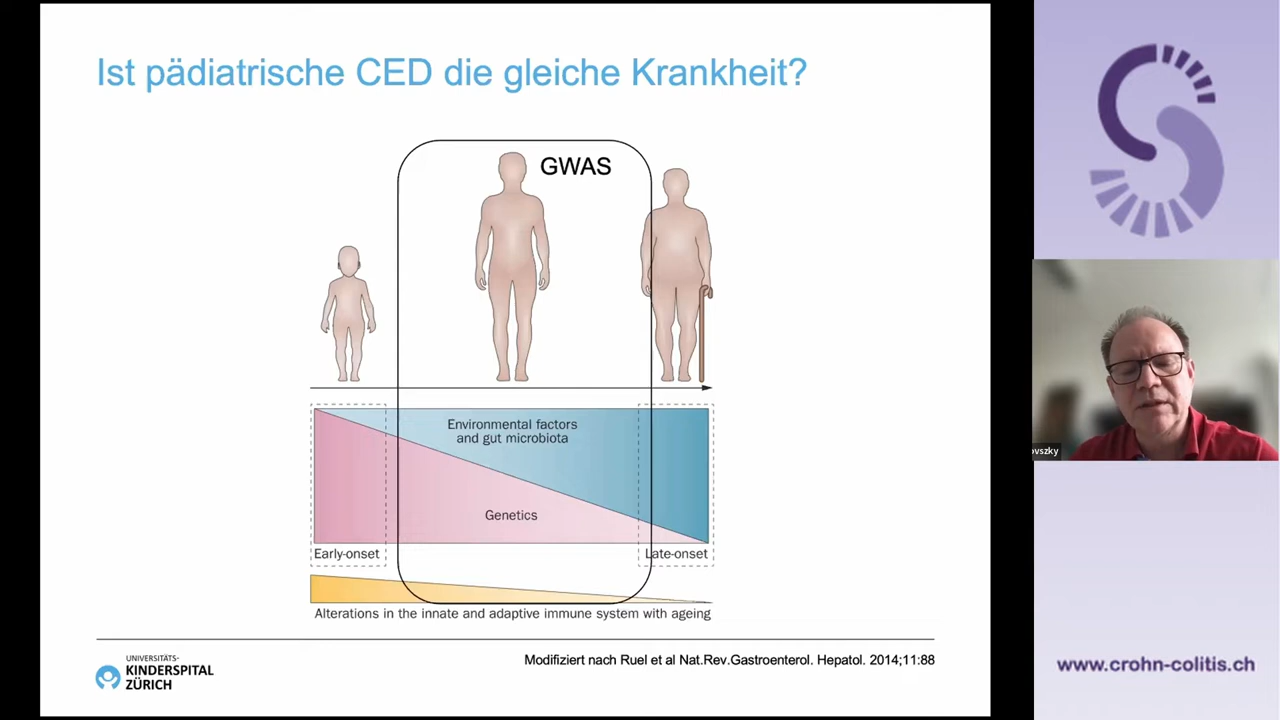 Ist pädiatrische CED die gleiche Krankheit?
GWAS
Environmental factors
and gut microbiota
Genetics
Early-onset
Late-onset
Alterations in the innate and adaptive immune system with ageing
UNIVERSITÄTS-
KINDERSPITAL
ZÜRICH
Modifiziert nach Ruel et al Nat.Rev.Gastroenterol. Hepatol. 2014;11:88
ovszky
www.crohn-colitis.ch